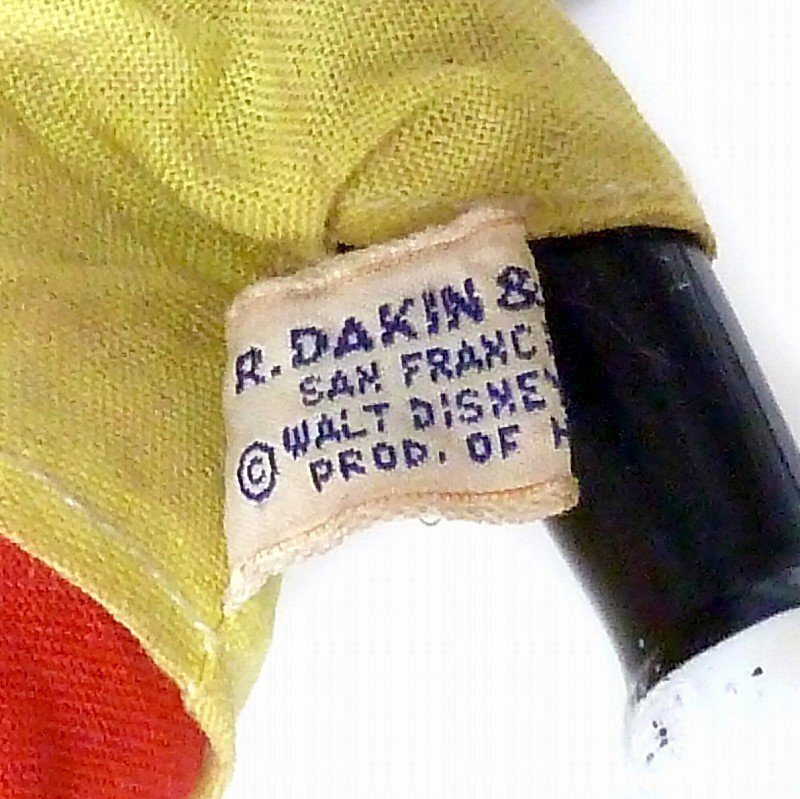 R. DAKIN &
SAN FRANC
© WALT DISNEY
PROD. OF